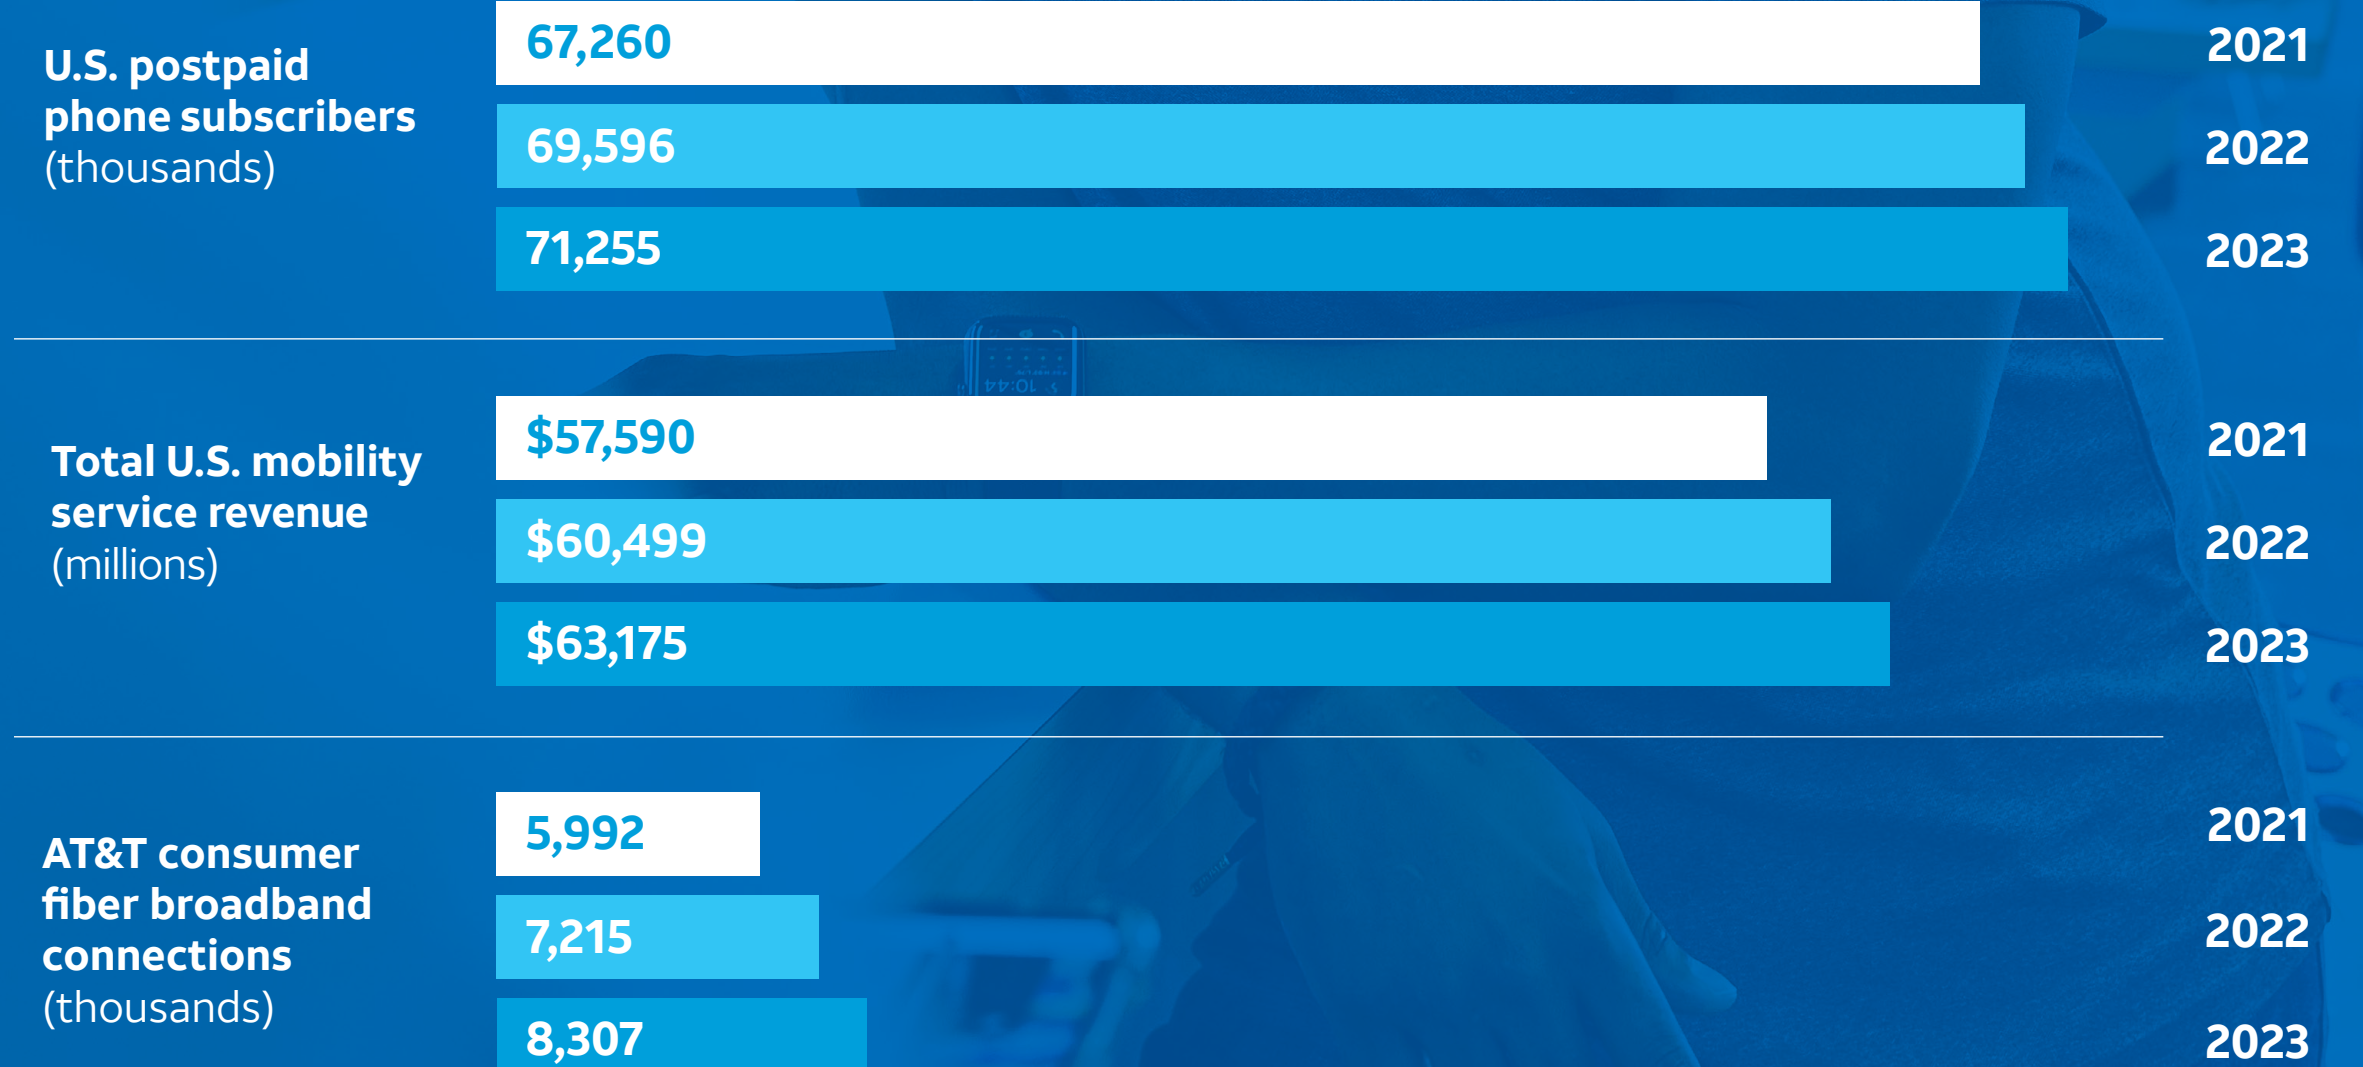 U.S. postpaid
phone subscribers
(thousands)
67,260
2021
69,596
2022
71,255
2023
10:44
Total U.S. mobility
service revenue
(millions)
$57,590
2021
$60,499
2022
$63,175
2023
AT&T consumer
fiber broadband
connections
(thousands)
5,992
2021
7,215
2022
8,307
2023